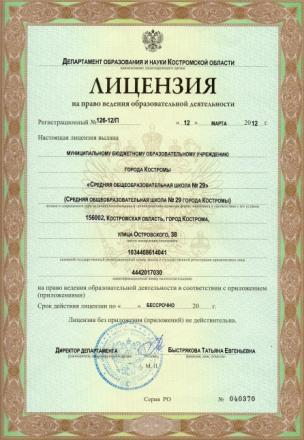 Департамент образования и науки Костромской области
ЛИЦЕНЗИЯ
на право ведения образовательной деятельности
Регистрационный № 126-12/П « 12 » МАРТА 2012 г.
Настоящая лицензия выдана
МУНИЦИПАЛЬНОМУ БЮДЖЕТНОМУ ОБРАЗОВАТЕЛЬНОМУ УЧРЕЖДЕНИЮ
ГОРОДА КОСТРОМЫ
«СРЕДНЯЯ ОБЩЕОБРАЗОВАТЕЛЬНАЯ ШКОЛА № 29»
(СРЕДНЯЯ ОБЩЕОБРАЗОВАТЕЛЬНАЯ ШКОЛА № 29 ГОРОДА КОСТРОМЫ)
156002, КОСТРОМСКАЯ ОБЛАСТЬ, ГОРОД КОСТРОМА,
УЛИЦА ОСТРОВСКОГО, 38
1034408614041
4442017030
на право ведения образовательной деятельности в соответствии с приложением
(приложениями)
Срок действия лицензии по « » БЕССРОЧНО 20 г.
Лицензия без приложения (приложений) не действительна.
ДИРЕКТОР ДЕПАРТАМЕНТА БЫСТРЯКОВА ТАТЬЯНА ЕВГЕНЬЕВНА
М. П.
Серия РО № 040370